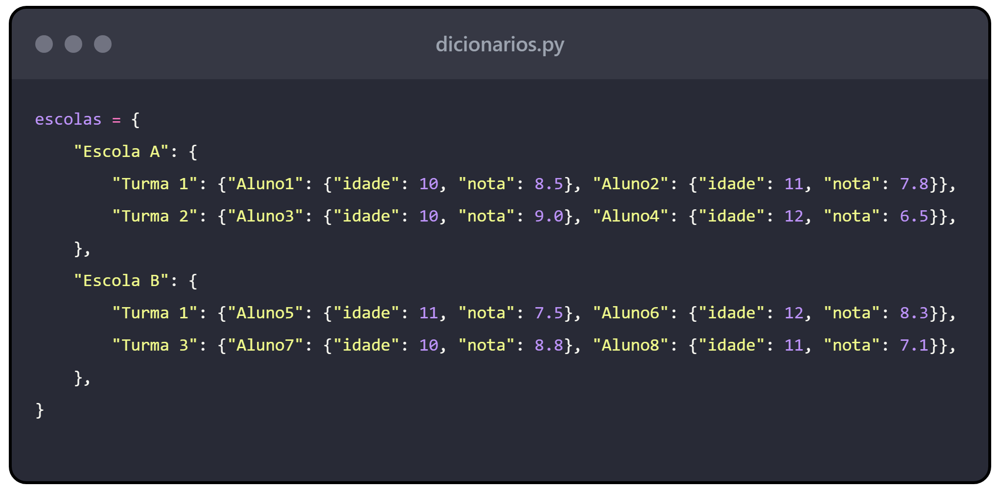 dicionarios.py
escolas = {
    "Escola A": {
        "Turma 1": {"Aluno1": {"idade": 10, "nota": 8.5}, "Aluno2": {"idade": 11, "nota": 7.8}},
        "Turma 2": {"Aluno3": {"idade": 10, "nota": 9.0}, "Aluno4": {"idade": 12, "nota": 6.5}},
    },
    "Escola B": {
        "Turma 1": {"Aluno5": {"idade": 11, "nota": 7.5}, "Aluno6": {"idade": 12, "nota": 8.3}},
        "Turma 3": {"Aluno7": {"idade": 10, "nota": 8.8}, "Aluno8": {"idade": 11, "nota": 7.1}},
    },
}